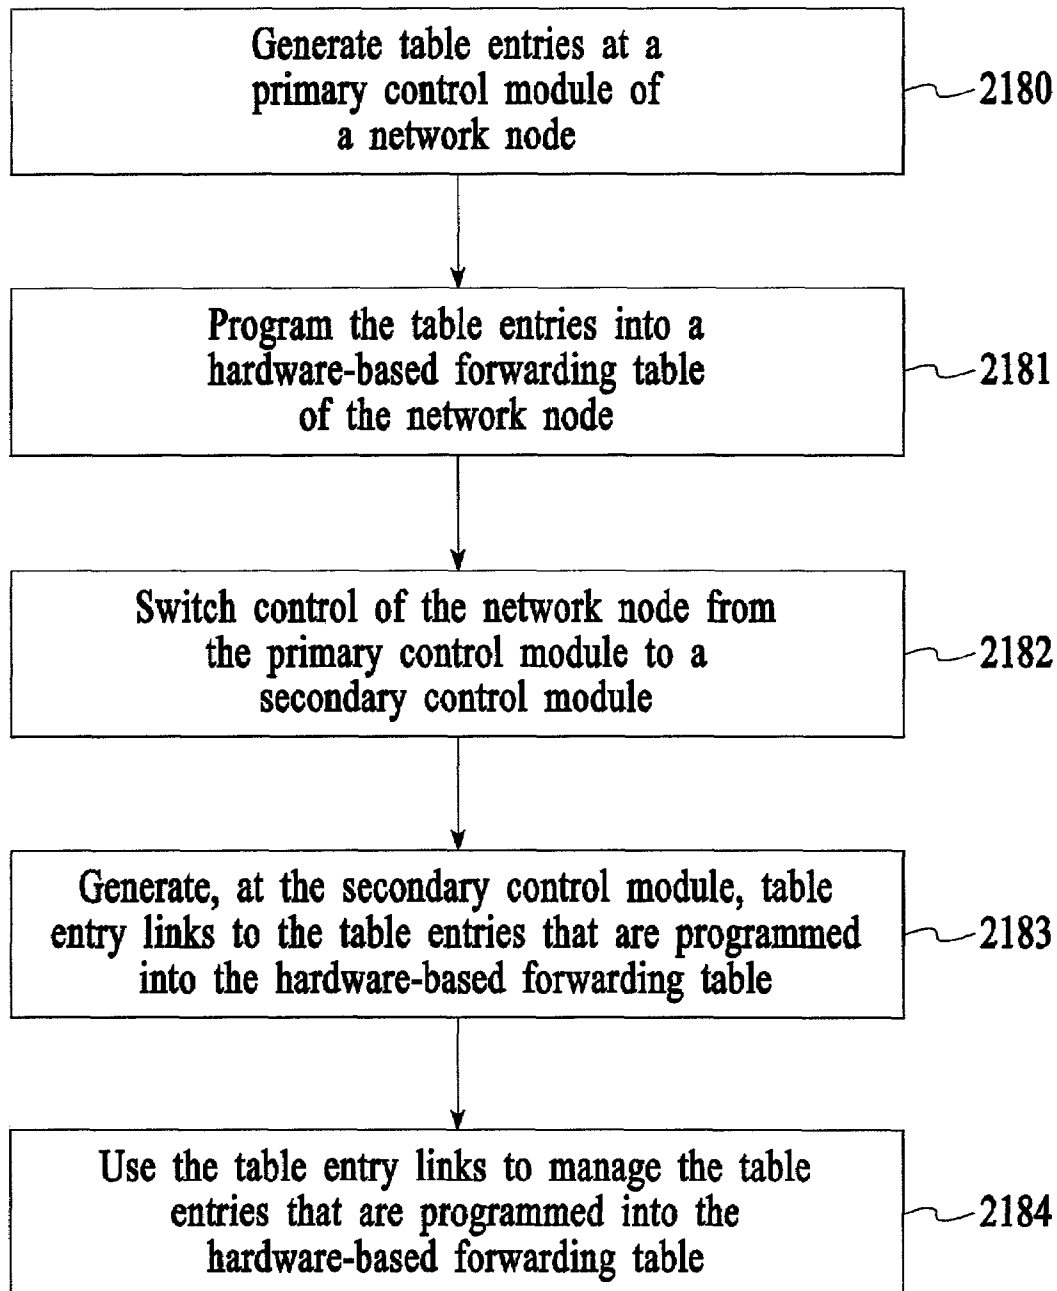 Generate table entries at a
primary control module of
a network node
2180
Program the table entries into a
hardware-based forwarding table
of the network node
2181
Switch control of the network node from
the primary control module to a
secondary control module
2182
Generate, at the secondary control module, table
entry links to the table entries that are programmed
into the hardware-based forwarding table
2183
Use the table entry links to manage the table
entries that are programmed into the
hardware-based forwarding table
2184